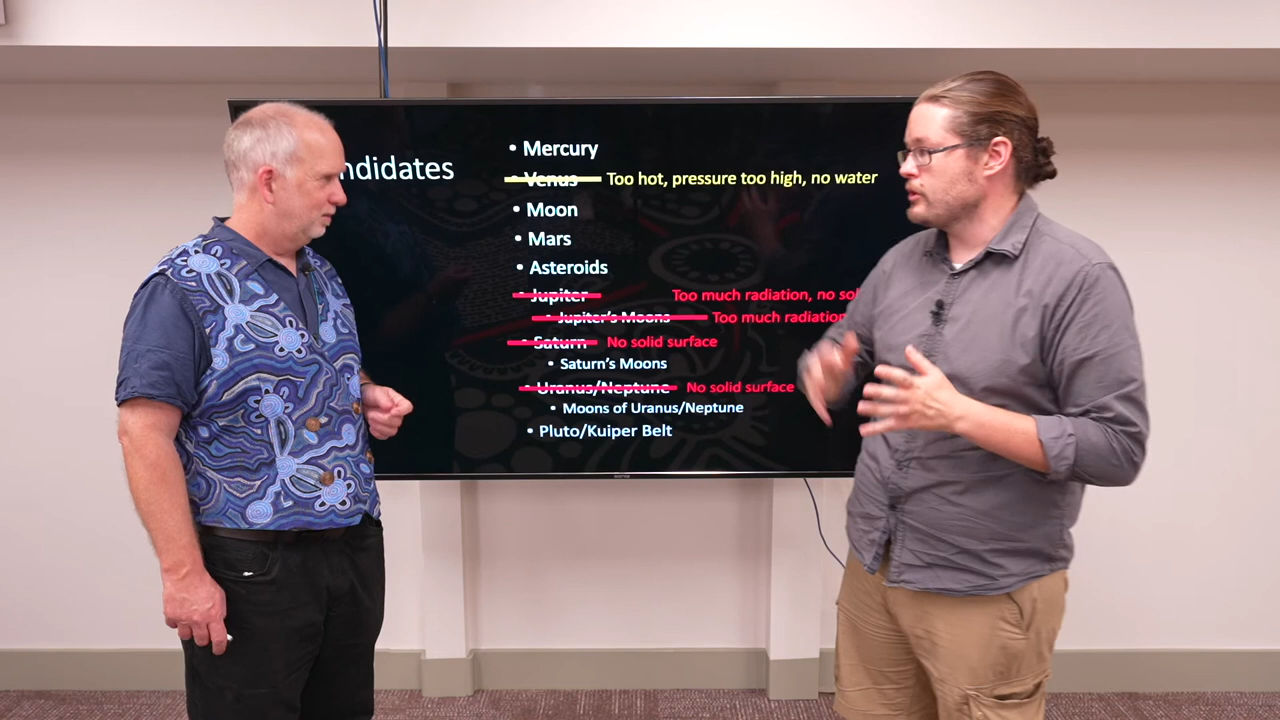 ndidates
• Mercury
• Venus Too hot, pressure too high, no water
• Moon
• Mars
• Asteroids
• Jupiter Too much radiation, no sol
• Jupiter's Moons Too much radiation
• Saturn No solid surface
• Saturn's Moons
• Uranus/Neptune No solid surface
• Moons of Uranus/Neptune
• Pluto/Kuiper Belt